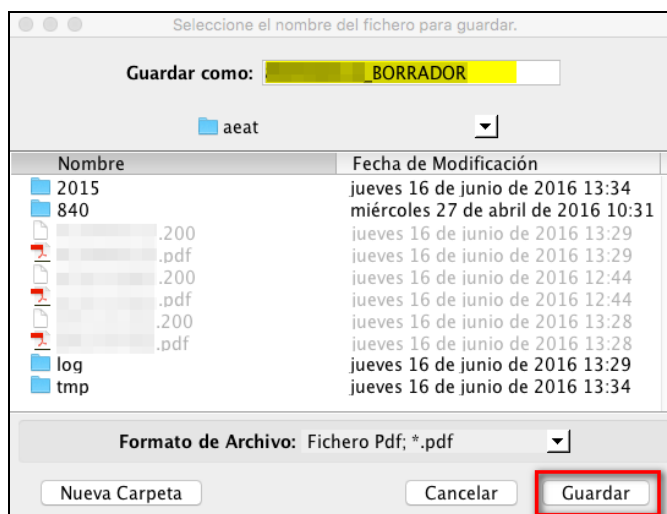 Seleccione el nombre del fichero para guardar.
Guardar como: _BORRADOR
aeat
Nombre Fecha de Modificación
2015 jueves 16 de junio de 2016 13:34
840 miércoles 27 de abril de 2016 10:31
.200 jueves 16 de junio de 2016 13:29
.pdf jueves 16 de junio de 2016 13:29
.200 jueves 16 de junio de 2016 12:44
.pdf jueves 16 de junio de 2016 12:44
.200 jueves 16 de junio de 2016 13:28
.pdf jueves 16 de junio de 2016 13:28
log jueves 16 de junio de 2016 13:29
tmp jueves 16 de junio de 2016 13:34
Formato de Archivo: Fichero Pdf; *.pdf
Nueva Carpeta Cancelar Guardar